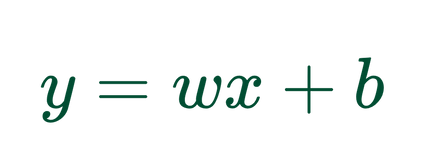 y = wx + b